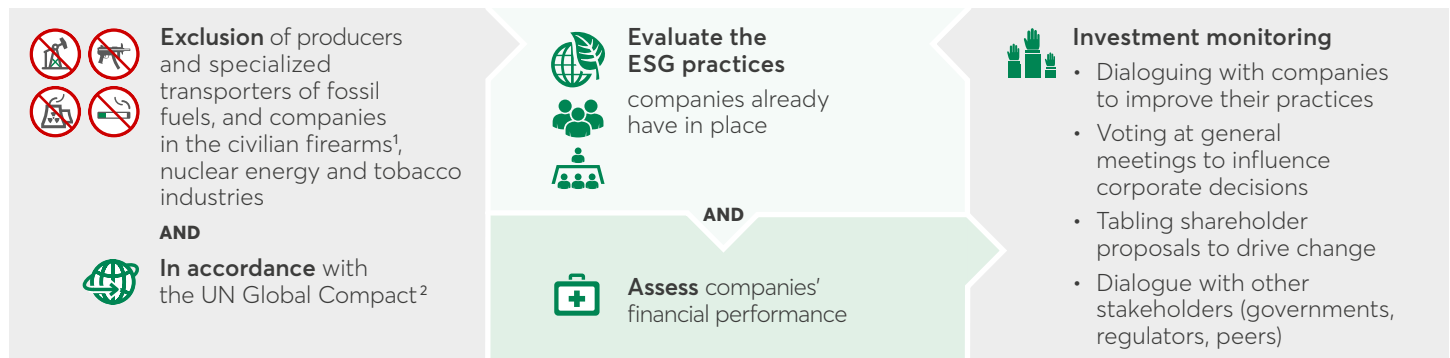 Exclusion of producers
and specialized
transporters of fossil
fuels, and companies
in the civilian firearms¹,
nuclear energy and tobacco
industries
AND
In accordance with
the UN Global Compact²
Evaluate the
ESG practices
companies already
have in place
AND
Assess companies'
financial performance
Investment monitoring
• Dialoguing with companies
to improve their practices
• Voting at general
meetings to influence
corporate decisions
• Tabling shareholder
proposals to drive change
• Dialogue with other
stakeholders (governments,
regulators, peers)